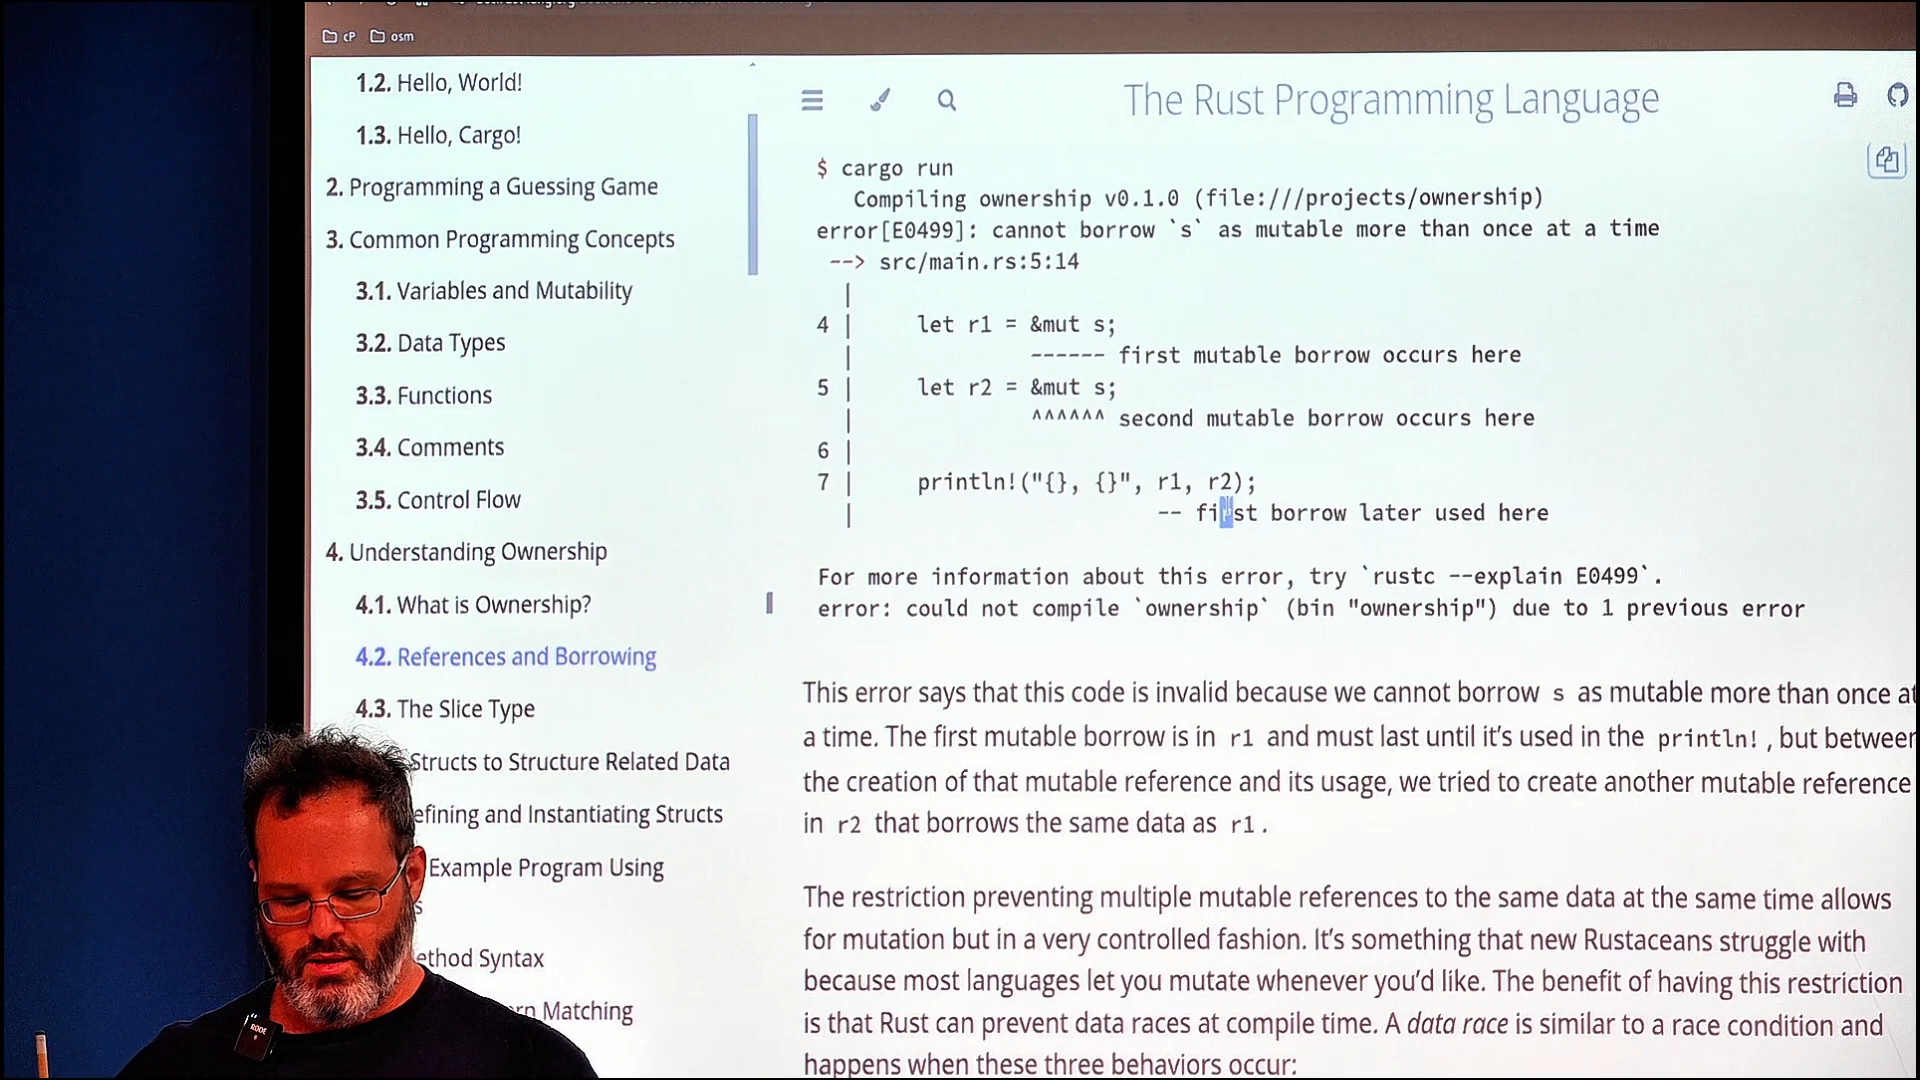 cP osm
1.2. Hello, World!
1.3. Hello, Cargo!
2. Programming a Guessing Game
3. Common Programming Concepts
3.1. Variables and Mutability
3.2. Data Types
3.3. Functions
3.4. Comments
3.5. Control Flow
4. Understanding Ownership
4.1. What is Ownership?
4.2. References and Borrowing
4.3. The Slice Type
Structs to Structure Related Data
efining and Instantiating Structs
Example Program Using
s
ethod Syntax
rn Matching
RODE
The Rust Programming Language
$ cargo run
Compiling ownership v0.1.0 (file:///projects/ownership)
error[E0499]: cannot borrow `s` as mutable more than once at a time
--> src/main.rs:5:14
|
4 | let r1 = &mut s;
| ------ first mutable borrow occurs here
5 | let r2 = &mut s;
| ^^^^^^ second mutable borrow occurs here
6 |
7 | println!("{}, {}", r1, r2);
| -- first borrow later used here
For more information about this error, try `rustc --explain E0499`.
error: could not compile `ownership` (bin "ownership") due to 1 previous error
This error says that this code is invalid because we cannot borrow s as mutable more than once at
a time. The first mutable borrow is in r1 and must last until it's used in the println!, but between
the creation of that mutable reference and its usage, we tried to create another mutable reference
in r2 that borrows the same data as r1.
The restriction preventing multiple mutable references to the same data at the same time allows
for mutation but in a very controlled fashion. It's something that new Rustaceans struggle with
because most languages let you mutate whenever you'd like. The benefit of having this restriction
is that Rust can prevent data races at compile time. A data race is similar to a race condition and
happens when these three behaviors occur: